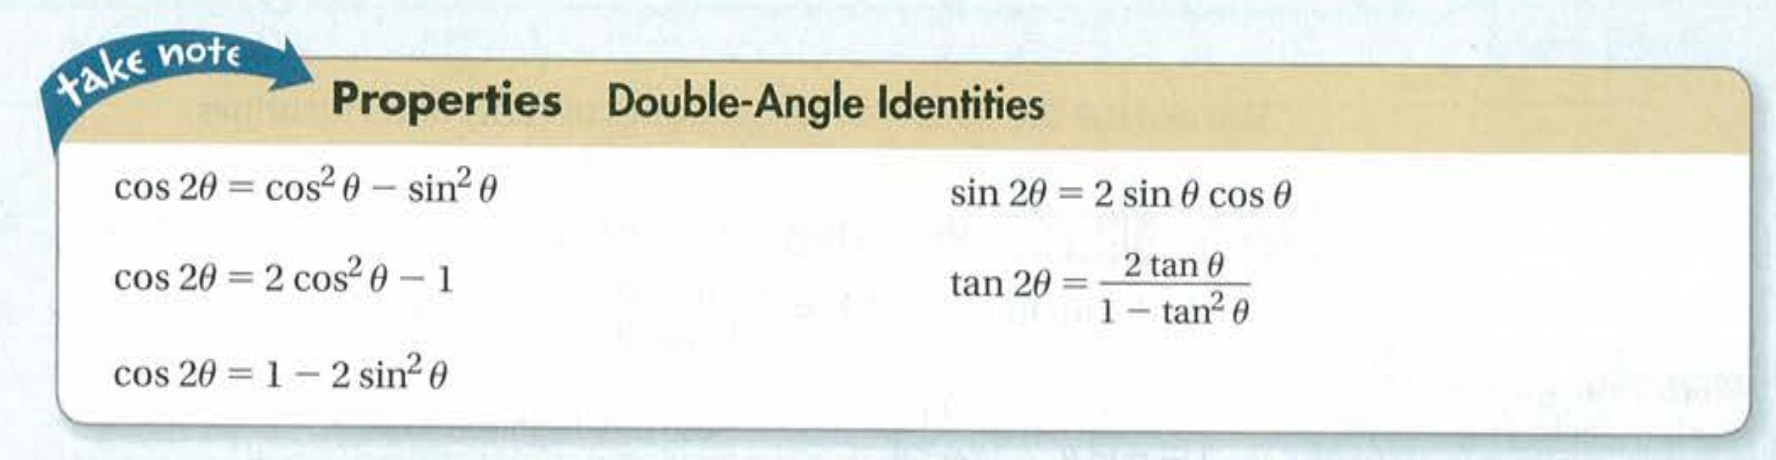 take note
Properties Double-Angle Identities
cos 2θ = cos² θ − sin² θ
cos 2θ = 2 cos² θ − 1
cos 2θ = 1 − 2 sin² θ
sin 2θ = 2 sin θ cos θ
tan 2θ = 2 tan θ / 1 − tan² θ